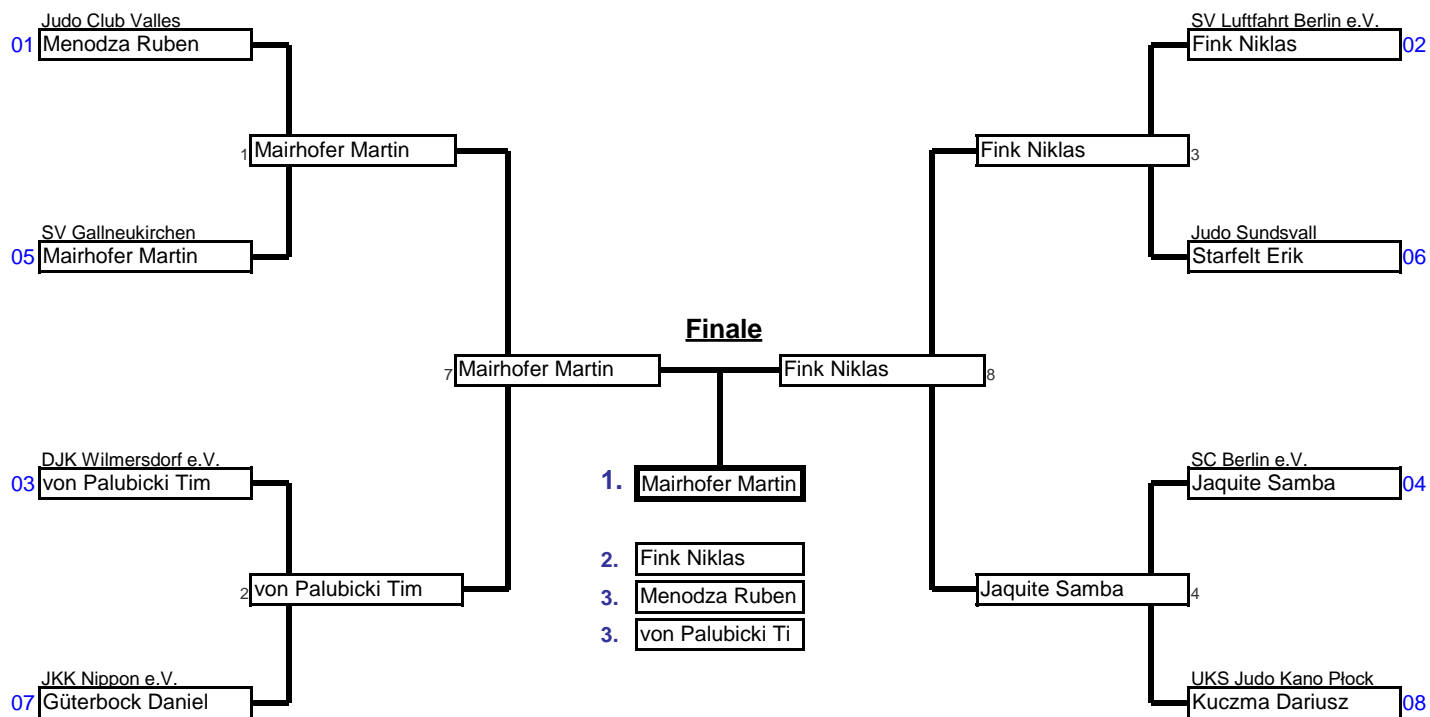 Judo Club Valles
01 Menodza Ruben
SV Luftfahrt Berlin e.V.
Fink Niklas 02
1 Mairhofer Martin
Fink Niklas 3
SV Gallneukirchen
05 Mairhofer Martin
Judo Sundsvall
Starfelt Erik 06
Finale
7 Mairhofer Martin
Fink Niklas 8
DJK Wilmersdorf e.V.
03 von Palubicki Tim
SC Berlin e.V.
Jaquite Samba 04
1. Mairhofer Martin
2. Fink Niklas
3. Menodza Ruben
3. von Palubicki Ti
2 von Palubicki Tim
Jaquite Samba 4
JKK Nippon e.V.
07 Güterbock Daniel
UKS Judo Kano Płock
Kuczma Dariusz 08